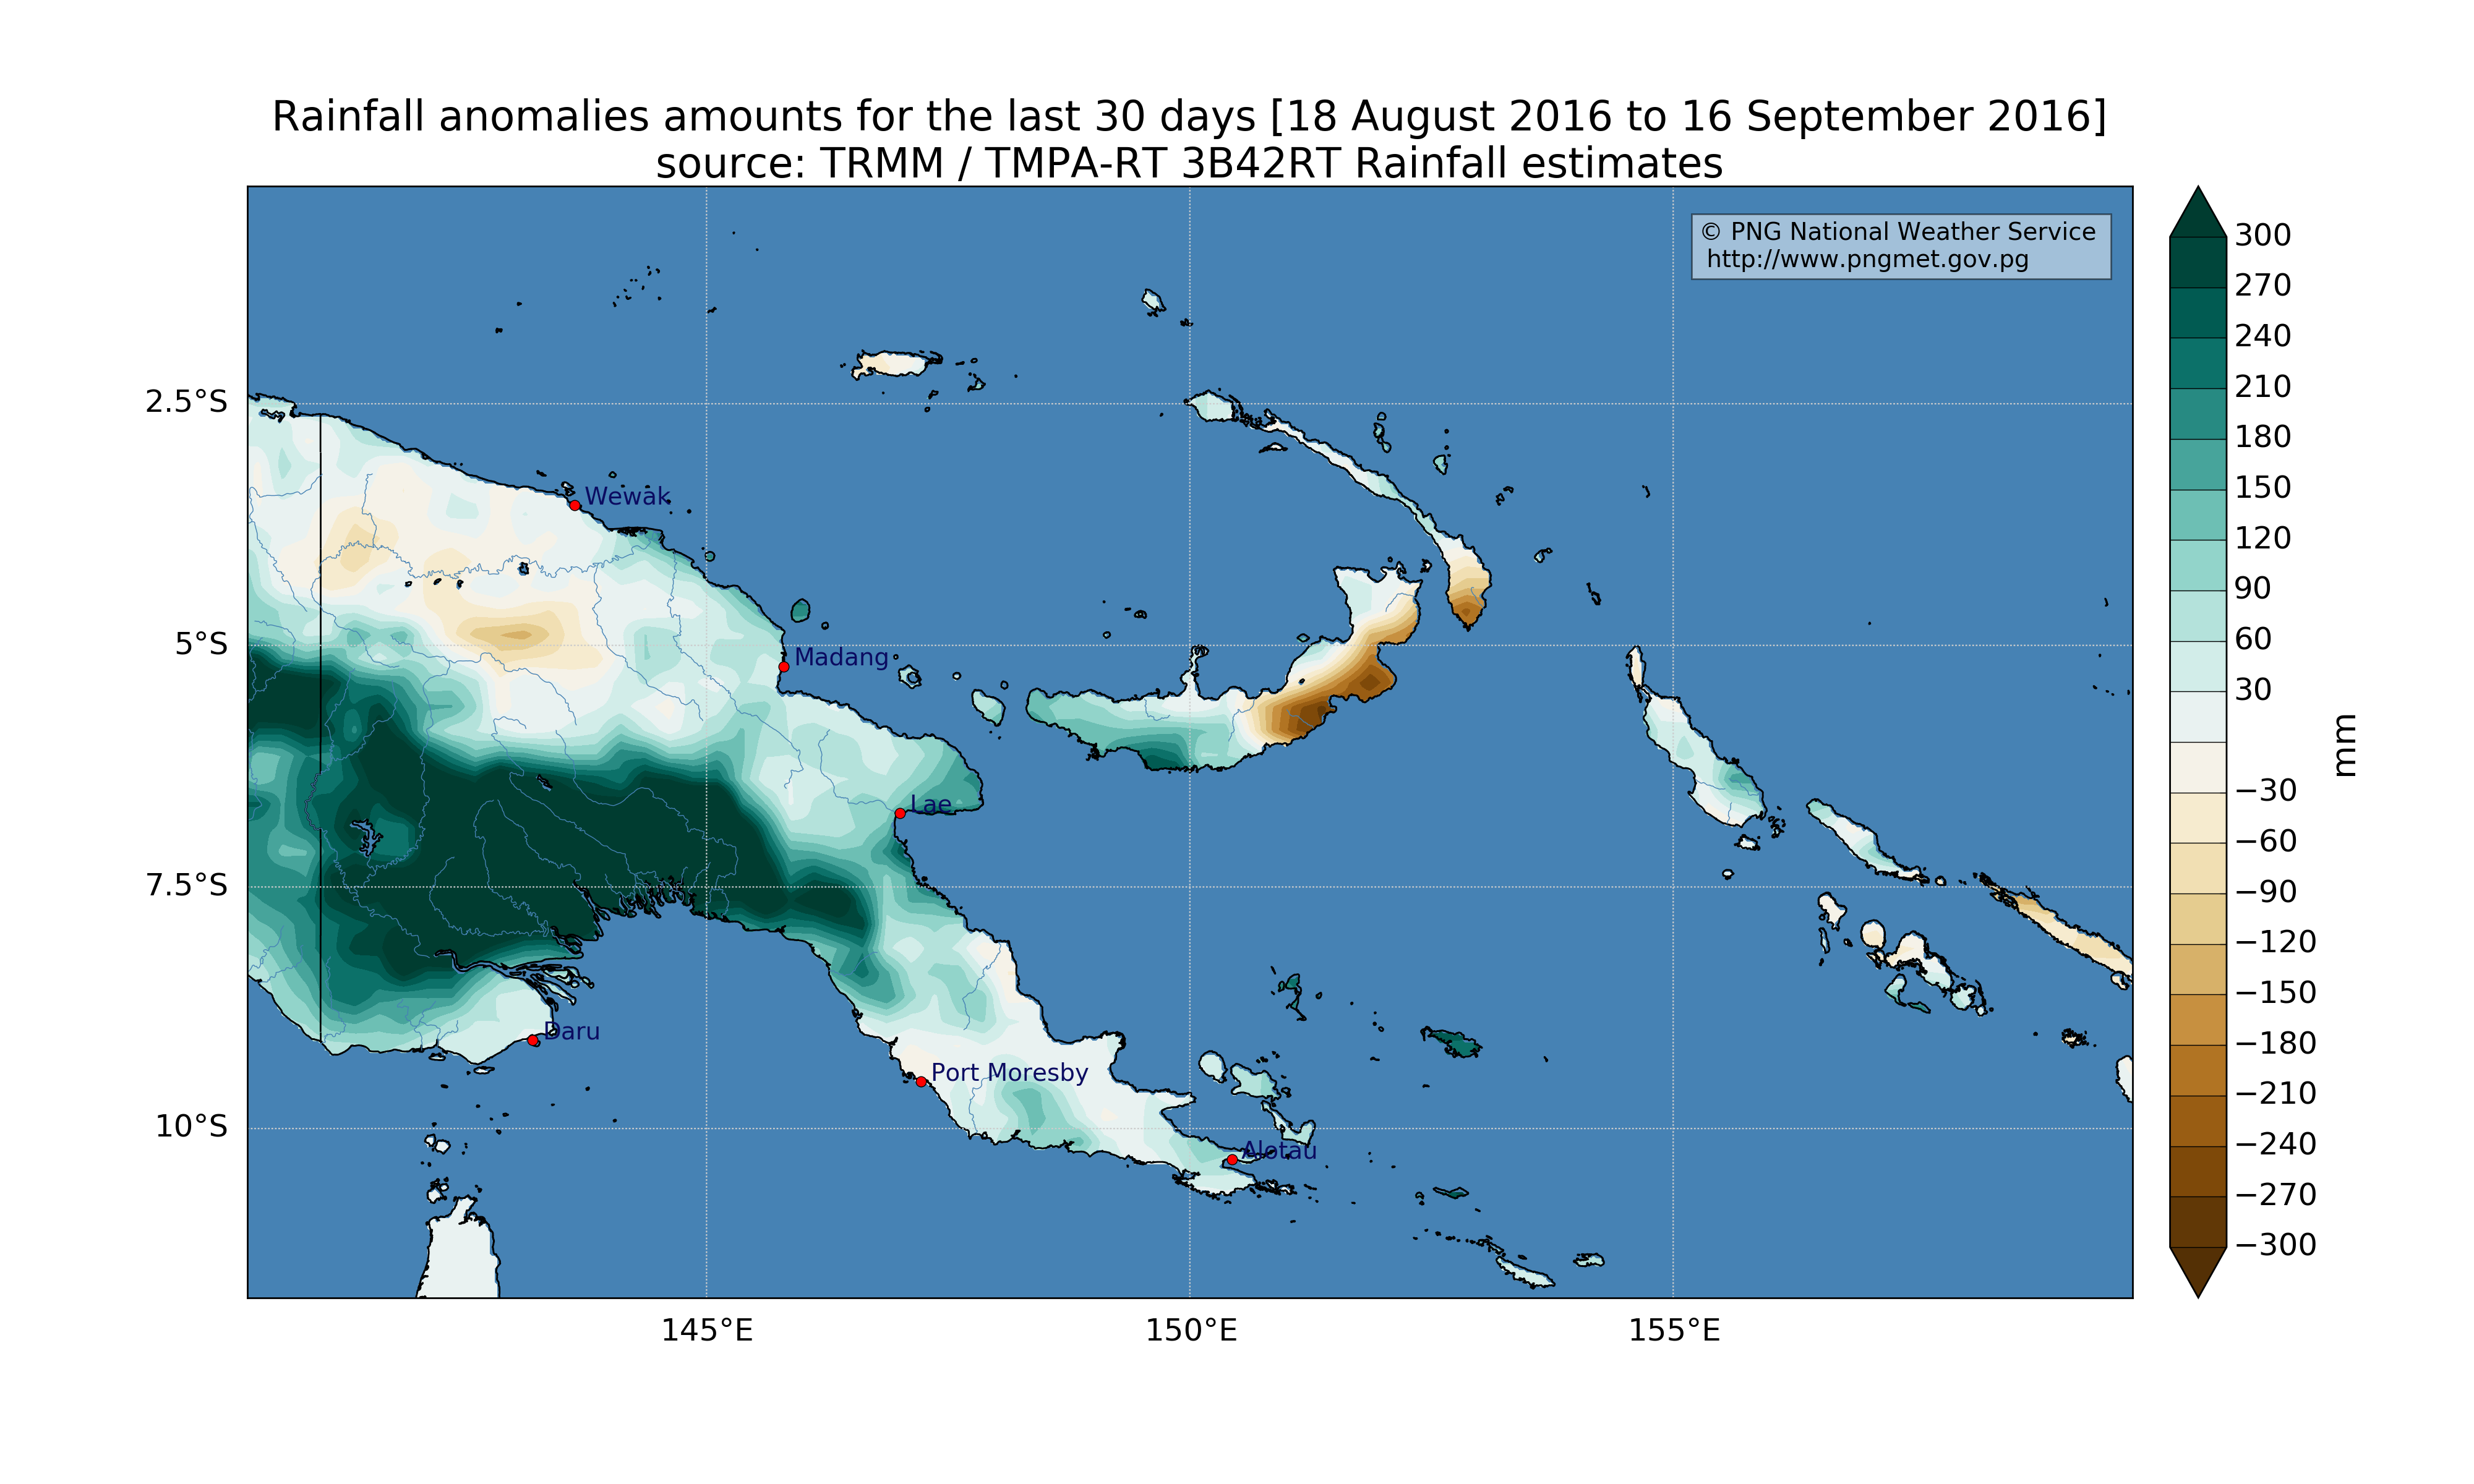 Rainfall anomalies amounts for the last 30 days [18 August 2016 to 16 September 2016]
source: TRMM / TMPA-RT 3B42RT Rainfall estimates
© PNG National Weather Service
http://www.pngmet.gov.pg
2.5°S
5°S
7.5°S
10°S
Wewak
Madang
Lae
Daru
Port Moresby
Alotau
145°E
150°E
155°E
300
270
240
210
180
150
120
90
60
30
−30
−60
−90
−120
−150
−180
−210
−240
−270
−300
mm